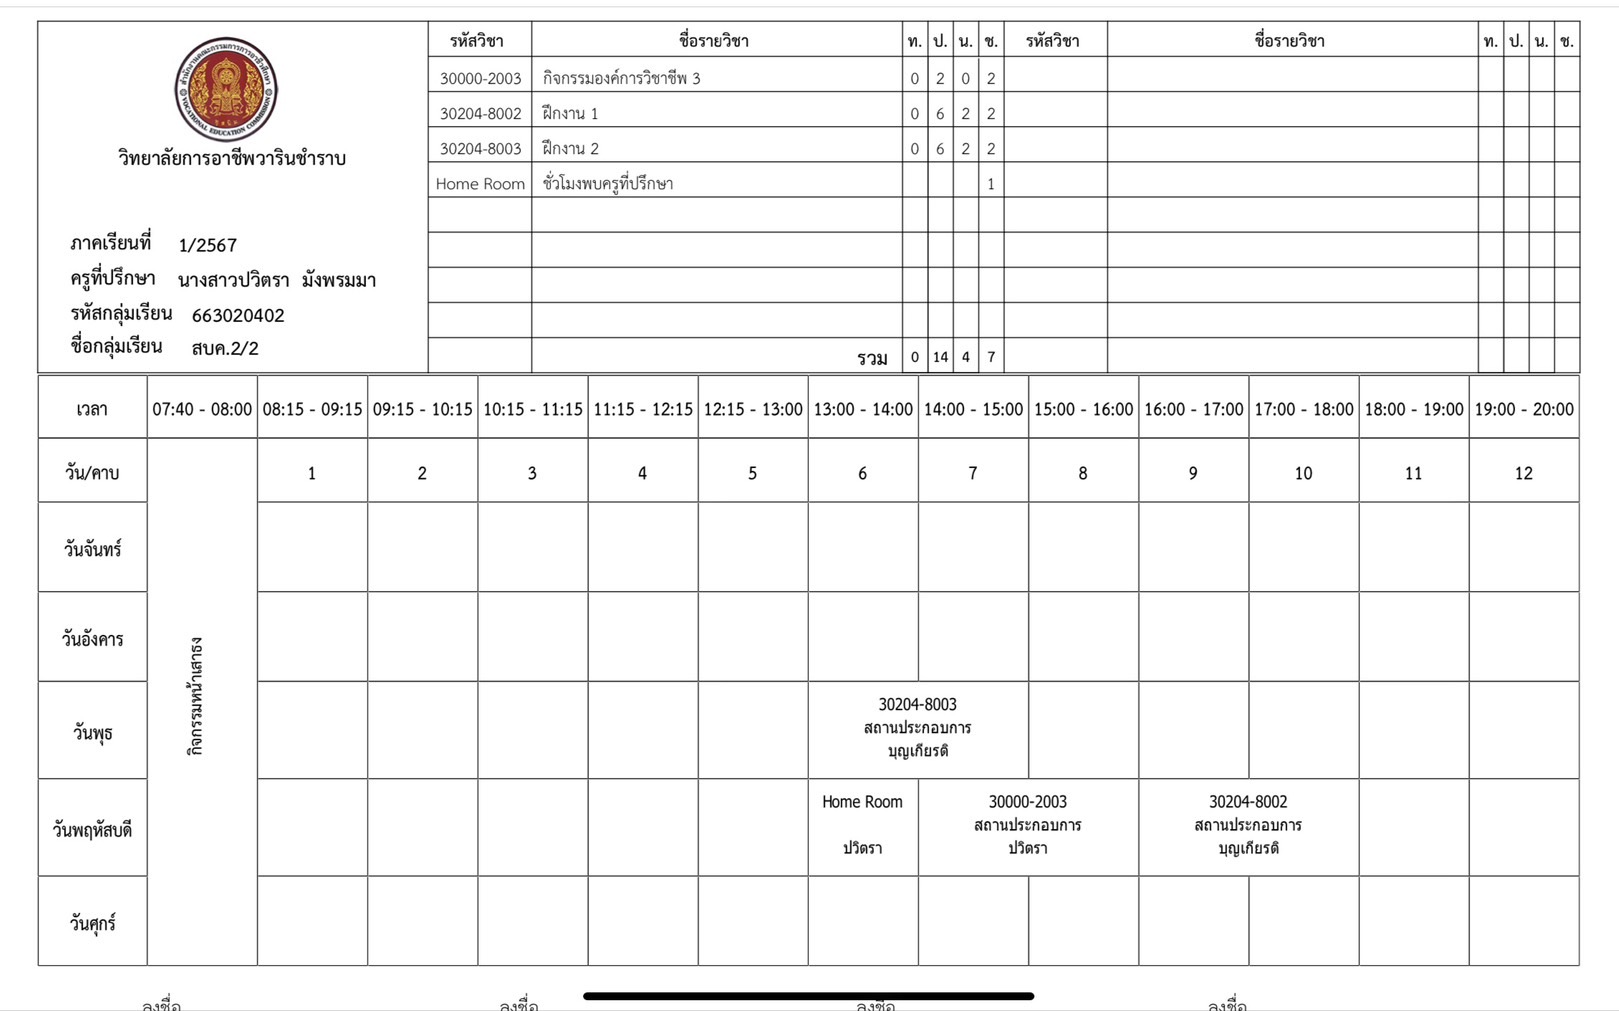 รหัสวิชา ชื่อรายวิชา ท. ป. น. ช. รหัสวิชา ชื่อรายวิชา ท. ป. น. ช.
30000-2003 กิจกรรมองค์การวิชาชีพ 3 0 2 0 2
30204-8002 ฝึกงาน 1 0 6 2 2
30204-8003 ฝึกงาน 2 0 6 2 2
Home Room ชั่วโมงพบครูที่ปรึกษา 1
รวม 0 14 4 7
สำนักงานคณะกรรมการการอาชีวศึกษา
VOCATIONAL EDUCATION COMMISSION
วิทยาลัยการอาชีพวารินชำราบ
ภาคเรียนที่ 1/2567
ครูที่ปรึกษา นางสาวปวิตรา มังพรมมา
รหัสกลุ่มเรียน 663020402
ชื่อกลุ่มเรียน สบค.2/2
เวลา 07:40 - 08:00 08:15 - 09:15 09:15 - 10:15 10:15 - 11:15 11:15 - 12:15 12:15 - 13:00 13:00 - 14:00 14:00 - 15:00 15:00 - 16:00 16:00 - 17:00 17:00 - 18:00 18:00 - 19:00 19:00 - 20:00
วัน/คาบ 1 2 3 4 5 6 7 8 9 10 11 12
กิจกรรมหน้าเสาธง
วันจันทร์
วันอังคาร
วันพุธ
30204-8003
สถานประกอบการ
บุญเกียรติ
วันพฤหัสบดี
Home Room
ปวิตรา
30000-2003
สถานประกอบการ
ปวิตรา
30204-8002
สถานประกอบการ
บุญเกียรติ
วันศุกร์
ลงชื่อ ลงชื่อ ลงชื่อ ลงชื่อ